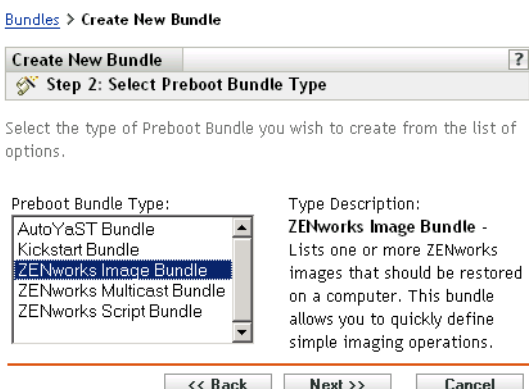 Bundles > Create New Bundle
Create New Bundle
?
Step 2: Select Preboot Bundle Type
Select the type of Preboot Bundle you wish to create from the list of
options.
Preboot Bundle Type:
AutoYaST Bundle
Kickstart Bundle
ZENworks Image Bundle
ZENworks Multicast Bundle
ZENworks Script Bundle
Type Description:
ZENworks Image Bundle -
Lists one or more ZENworks
images that should be restored
on a computer. This bundle
allows you to quickly define
simple imaging operations.
<< Back
Next >>
Cancel